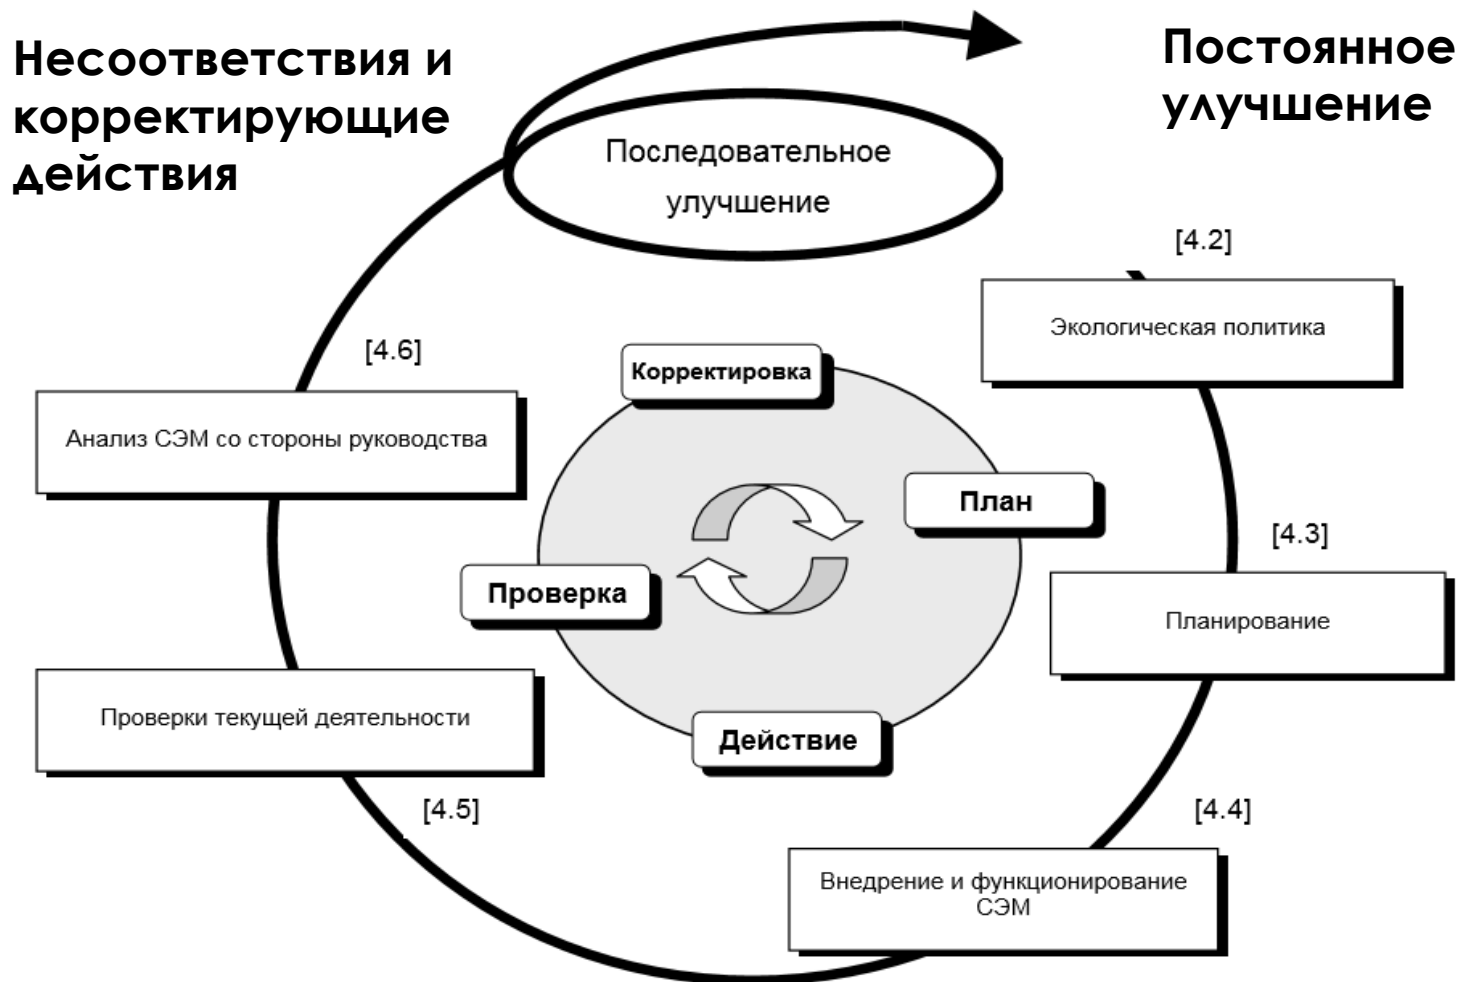 Несоответствия и
корректирующие
действия
Постоянное
улучшение
Последовательное
улучшение
[4.2]
Экологическая политика
[4.6]
Корректировка
Анализ СЭМ со стороны руководства
План
[4.3]
Проверка
Планирование
Проверки текущей деятельности
Действие
[4.5]
[4.4]
Внедрение и функционирование
СЭМ